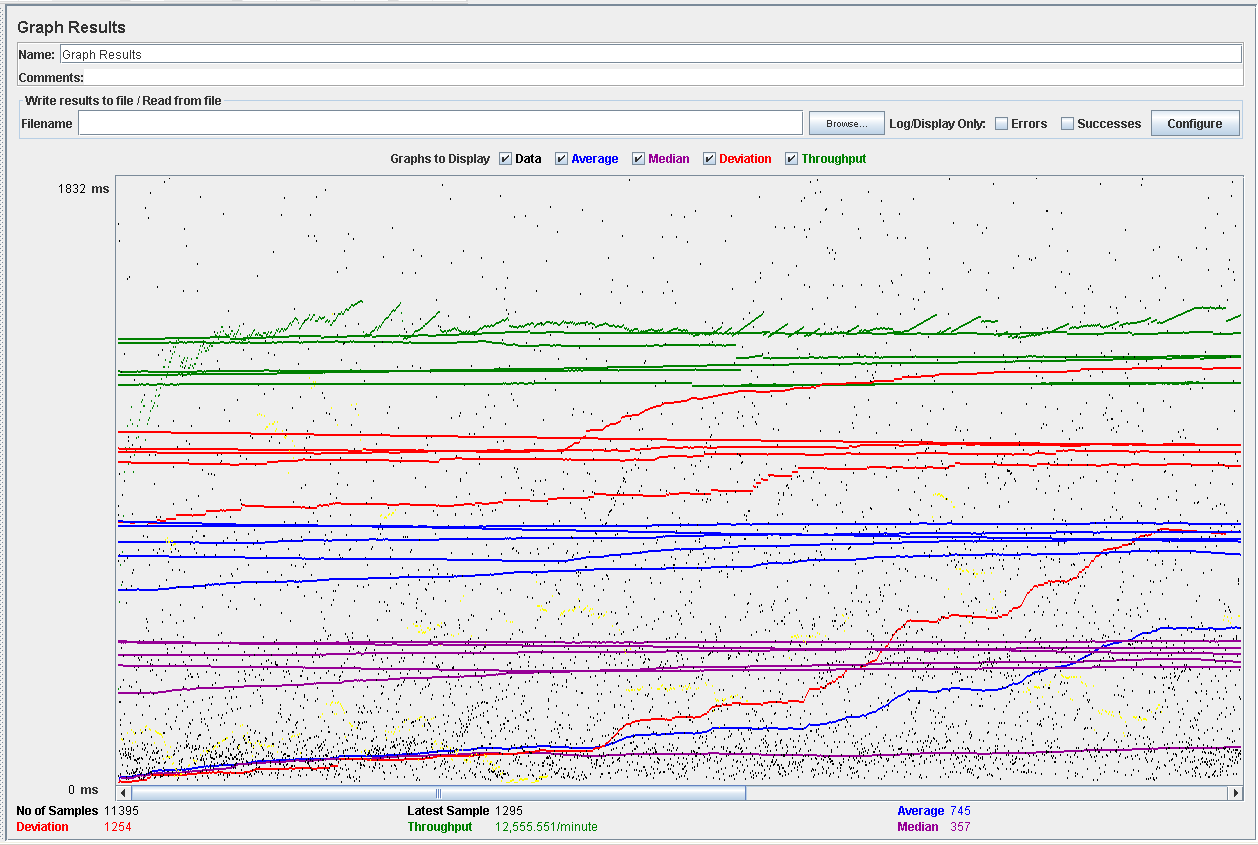 Graph Results
Name: Graph Results
Comments:
Write results to file / Read from file
Filename Browse... Log/Display Only: Errors Successes Configure
Graphs to Display Data Average Median Deviation Throughput
1832 ms
0 ms
No of Samples 11395 Latest Sample 1295 Average 745
Deviation 1254 Throughput 12,555.551/minute Median 357